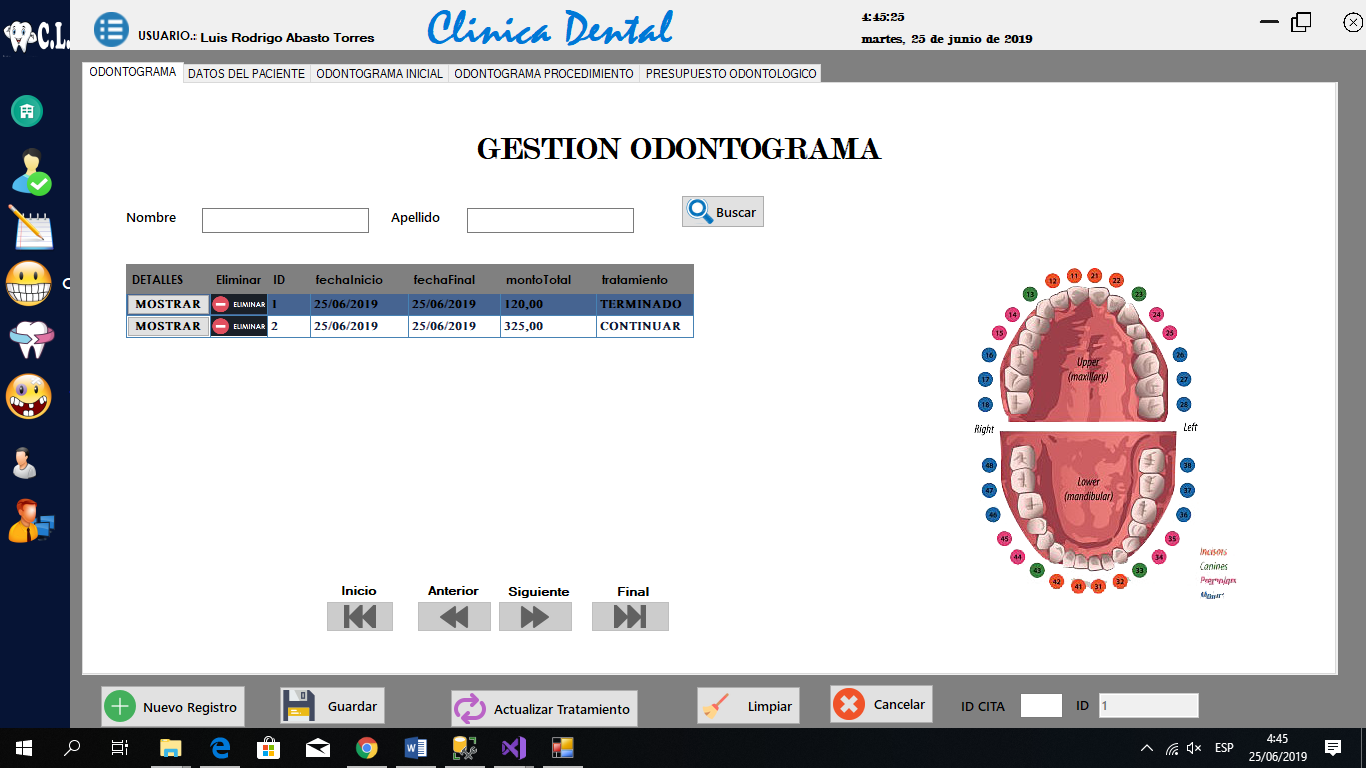 C.L.
USUARIO.: Luis Rodrigo Abasto Torres
Clinica Dental
4:45:25
martes, 25 de junio de 2019
ODONTOGRAMA DATOS DEL PACIENTE ODONTOGRAMA INICIAL ODONTOGRAMA PROCEDIMIENTO PRESUPUESTO ODONTOLOGICO
GESTION ODONTOGRAMA
Nombre Apellido Buscar
DETALLES Eliminar ID fechaInicio fechaFinal montoTotal tratamiento
MOSTRAR ELIMINAR 1 25/06/2019 25/06/2019 120,00 TERMINADO
MOSTRAR ELIMINAR 2 25/06/2019 25/06/2019 325,00 CONTINUAR
12 11 21 22
13 23
14 24
15 25
16 26
17 27
18 28
Upper
(maxillary)
Right Left
48 38
47 37
46 36
45 35
44 34
43 33
42 41 31 32
Lower
(mandibular)
Incisors
Canines
Inicio Anterior Siguiente Final
Nuevo Registro Guardar Actualizar Tratamiento Limpiar Cancelar ID CITA ID 1
ESP
4:45
25/06/2019